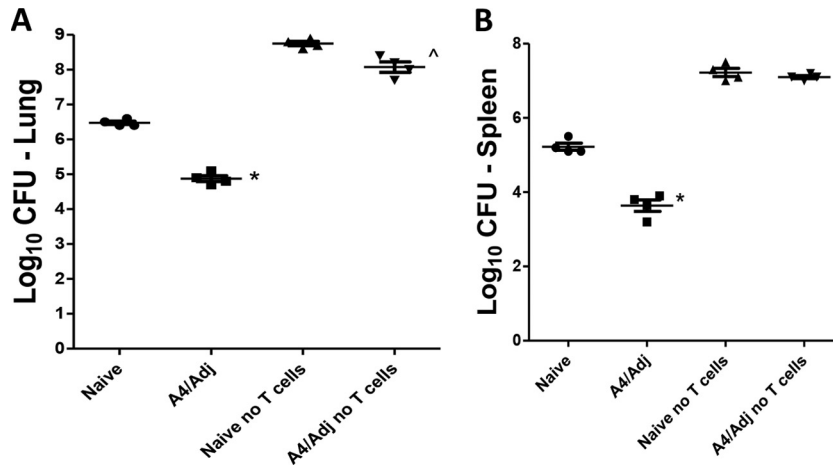 A
Log10 CFU - Lung
9
8
7
6
5
4
3
2
1
0
*
^
Naive
A4/Adj
Naive no T cells
A4/Adj no T cells
B
Log10 CFU - Spleen
8
6
4
2
0
*
Naive
A4/Adj
Naive no T cells
A4/Adj no T cells